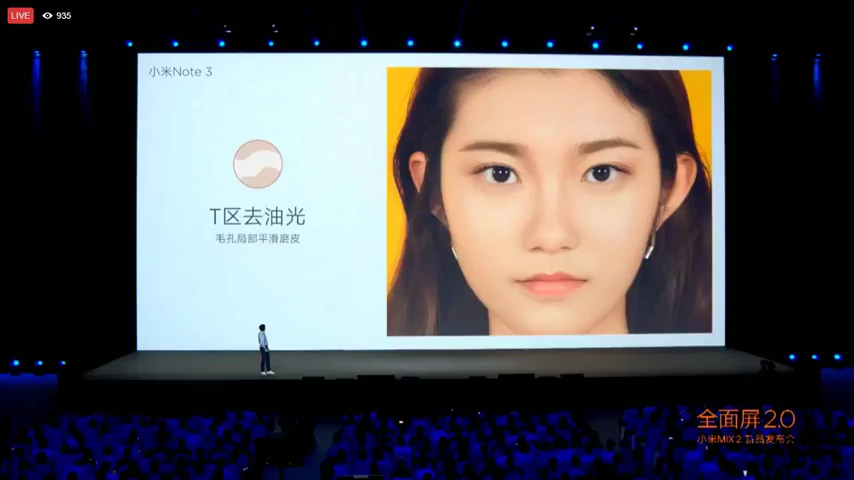 LIVE 935
小米Note 3
T区去油光
毛孔局部平滑磨皮
全面屏2.0
小米MIX 2 新品发布会